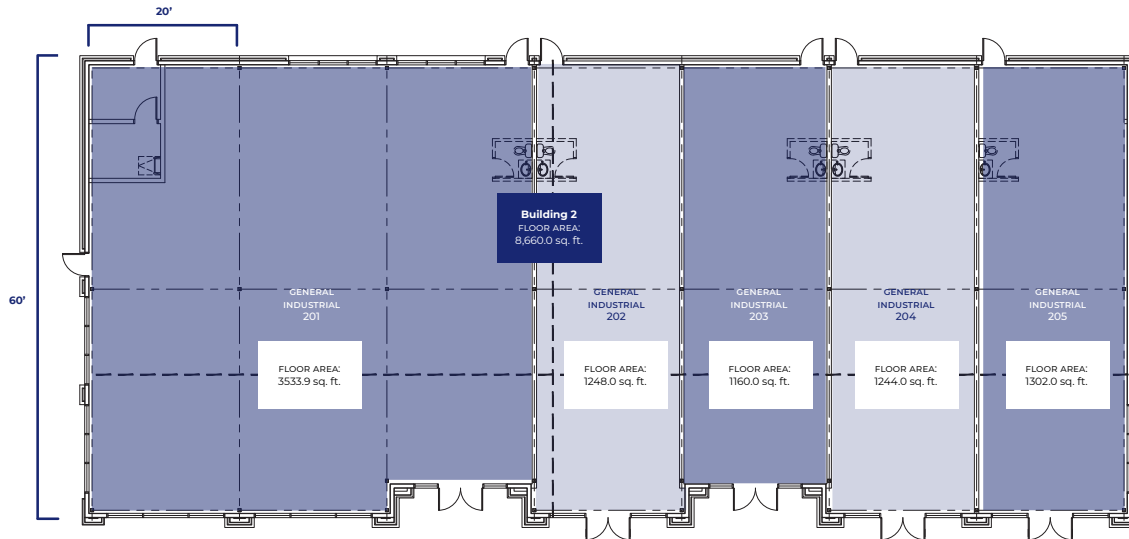 20’
60’
Building 2
FLOOR AREA:
8,660.0 sq. ft.
GENERAL
INDUSTRIAL
201
FLOOR AREA:
3533.9 sq. ft.
GENERAL
INDUSTRIAL
202
FLOOR AREA:
1248.0 sq. ft.
GENERAL
INDUSTRIAL
203
FLOOR AREA:
1160.0 sq. ft.
GENERAL
INDUSTRIAL
204
FLOOR AREA:
1244.0 sq. ft.
GENERAL
INDUSTRIAL
205
FLOOR AREA:
1302.0 sq. ft.